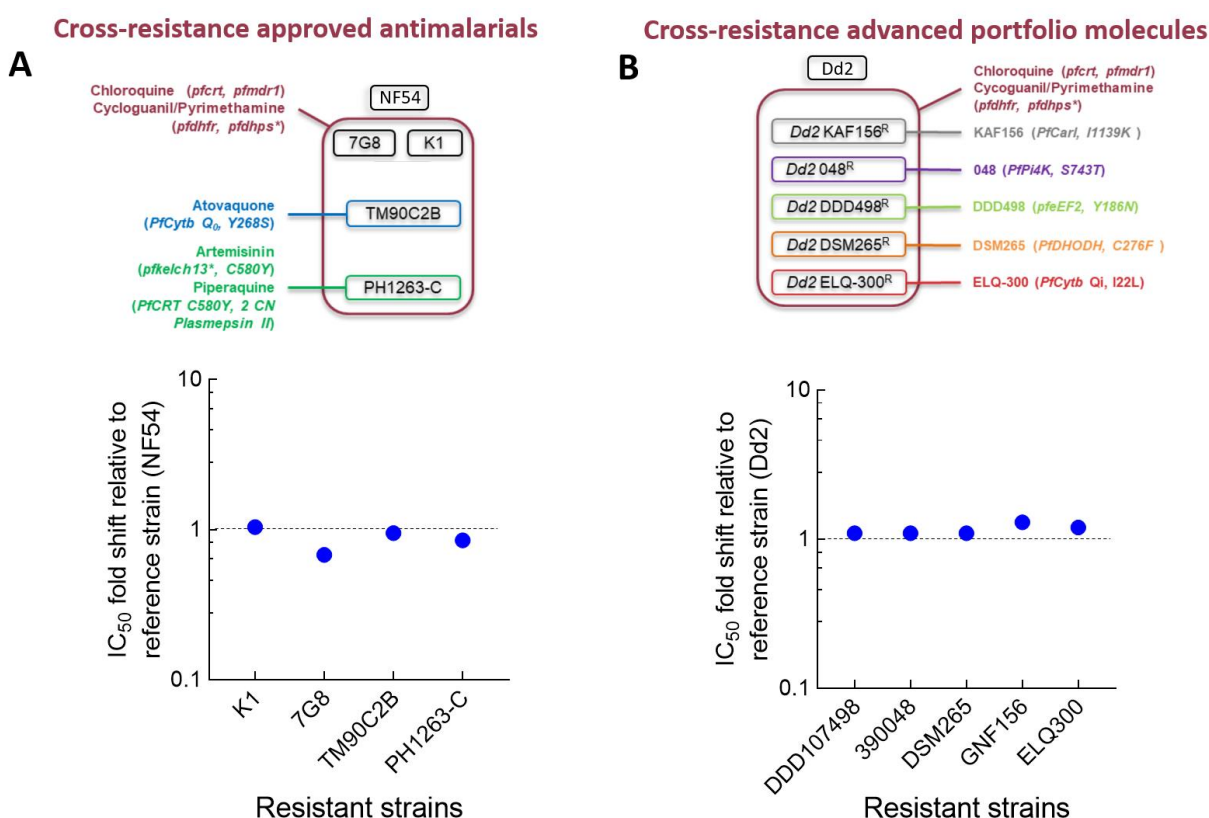 Cross-resistance approved antimalarials
A
Chloroquine (pfcrt, pfmdr1)
Cycloguanil/Pyrimethamine
(pfdhfr, pfdhps*)
NF54
7G8
K1
Atovaquone
(PfCytb Q0, Y268S)
TM90C2B
Artemisinin
(pfkelch13*, C580Y)
Piperaquine
(PfCRT C580Y, 2 CN
Plasmepsin II)
PH1263-C
IC50 fold shift relative to
reference strain (NF54)
10
1
0.1
K1
7G8
TM90C2B
PH1263-C
Resistant strains
Cross-resistance advanced portfolio molecules
B
Dd2
Chloroquine (pfcrt, pfmdr1)
Cycoguanil/Pyrimethamine
(pfdhfr, pfdhps*)
Dd2 KAF156R
KAF156 (PfCarl, I1139K )
Dd2 048R
048 (PfPi4K, S743T)
Dd2 DDD498R
DDD498 (pfeEF2, Y186N)
Dd2 DSM265R
DSM265 (PfDHODH, C276F )
Dd2 ELQ-300R
ELQ-300 (PfCytb Qi, I22L)
IC50 fold shift relative to
reference strain (Dd2)
10
1
0.1
DDD107498
390048
DSM265
GNF156
ELQ300
Resistant strains